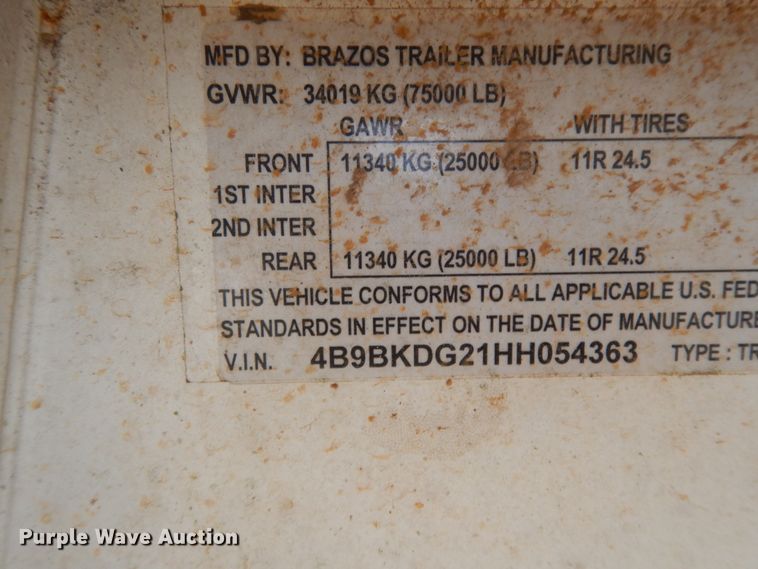 MFD BY: BRAZOS TRAILER MANUFACTURING
GVWR: 34019 KG (75000 LB)
GAWR WITH TIRES
FRONT 11340 KG (25000 LB) 11R 24.5
1ST INTER
2ND INTER
REAR 11340 KG (25000 LB) 11R 24.5
THIS VEHICLE CONFORMS TO ALL APPLICABLE U.S. FED
STANDARDS IN EFFECT ON THE DATE OF MANUFACTURE
V.I.N. 4B9BKDG21HH054363 TYPE : TR
Purple Wave Auction